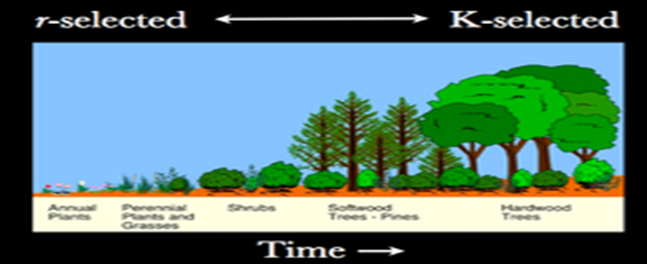 r-selected ⟷ K-selected
Annual
Plants
Perennial
Plants and
Grasses
Shrubs
Softwood
Trees - Pines
Hardwood
Trees
Time →